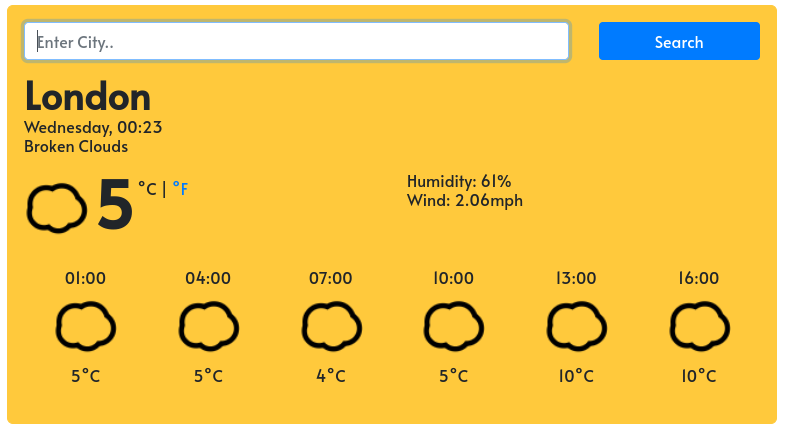 Enter City..
Search
London
Wednesday, 00:23
Broken Clouds
5 °C | °F
Humidity: 61%
Wind: 2.06mph
01:00 04:00 07:00 10:00 13:00 16:00
5°C 5°C 4°C 5°C 10°C 10°C